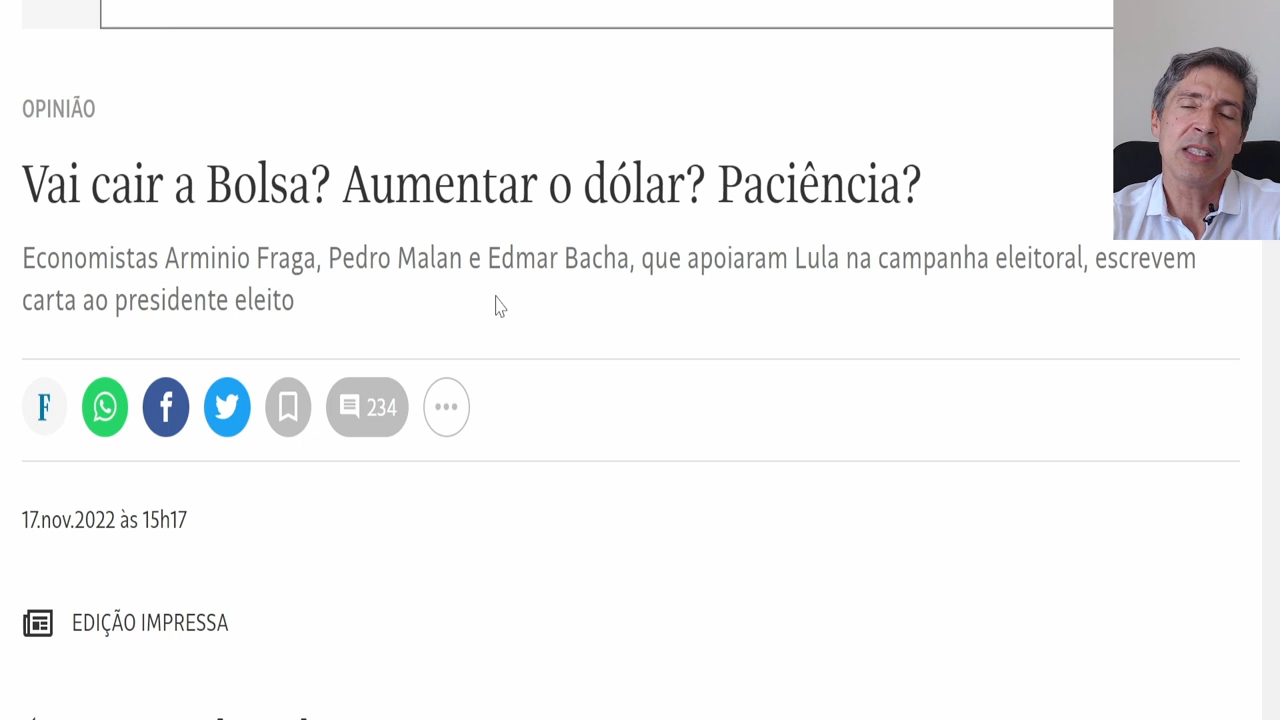 OPINIÃO
Vai cair a Bolsa? Aumentar o dólar? Paciência?
Economistas Arminio Fraga, Pedro Malan e Edmar Bacha, que apoiaram Lula na campanha eleitoral, escrevem
carta ao presidente eleito
F
234
17.nov.2022 às 15h17
EDIÇÃO IMPRESSA